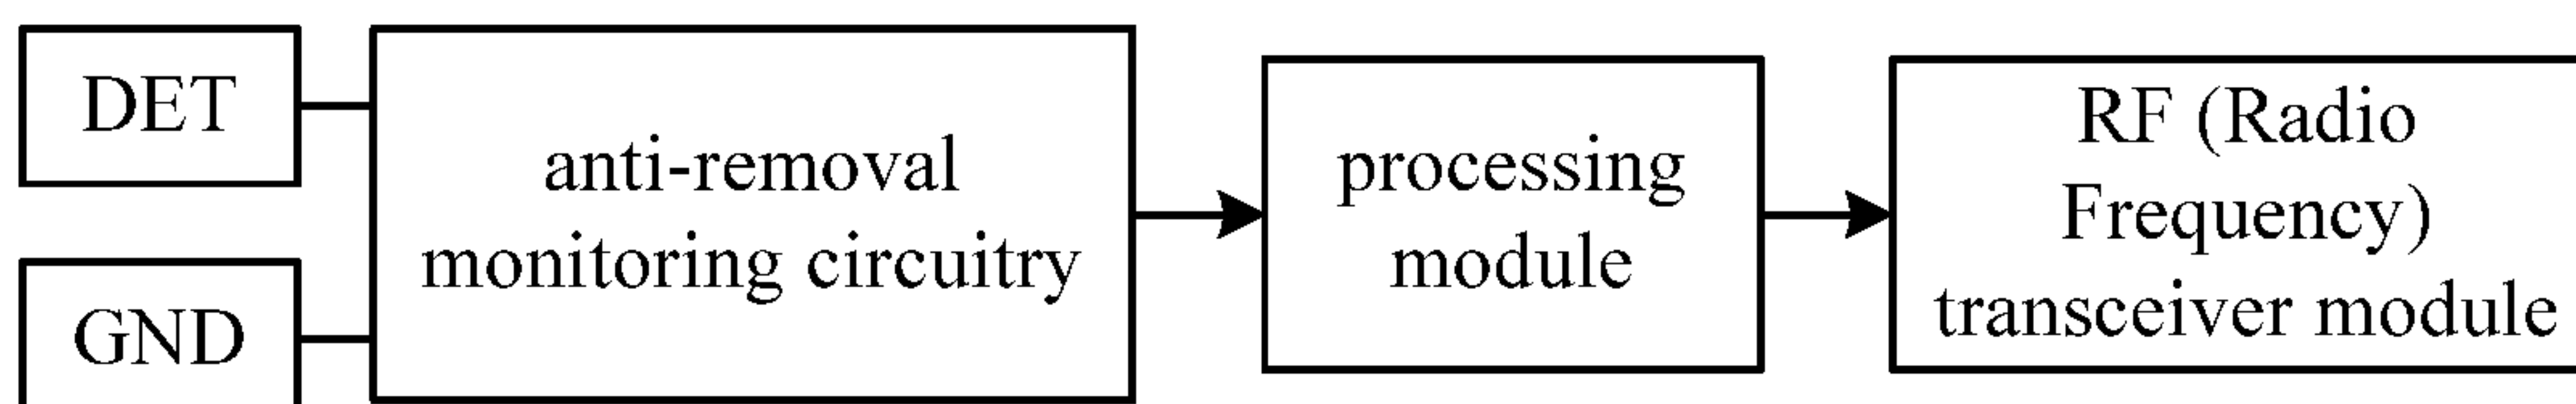 DET
GND
anti-removal
monitoring circuitry
processing
module
RF (Radio
Frequency)
transceiver module